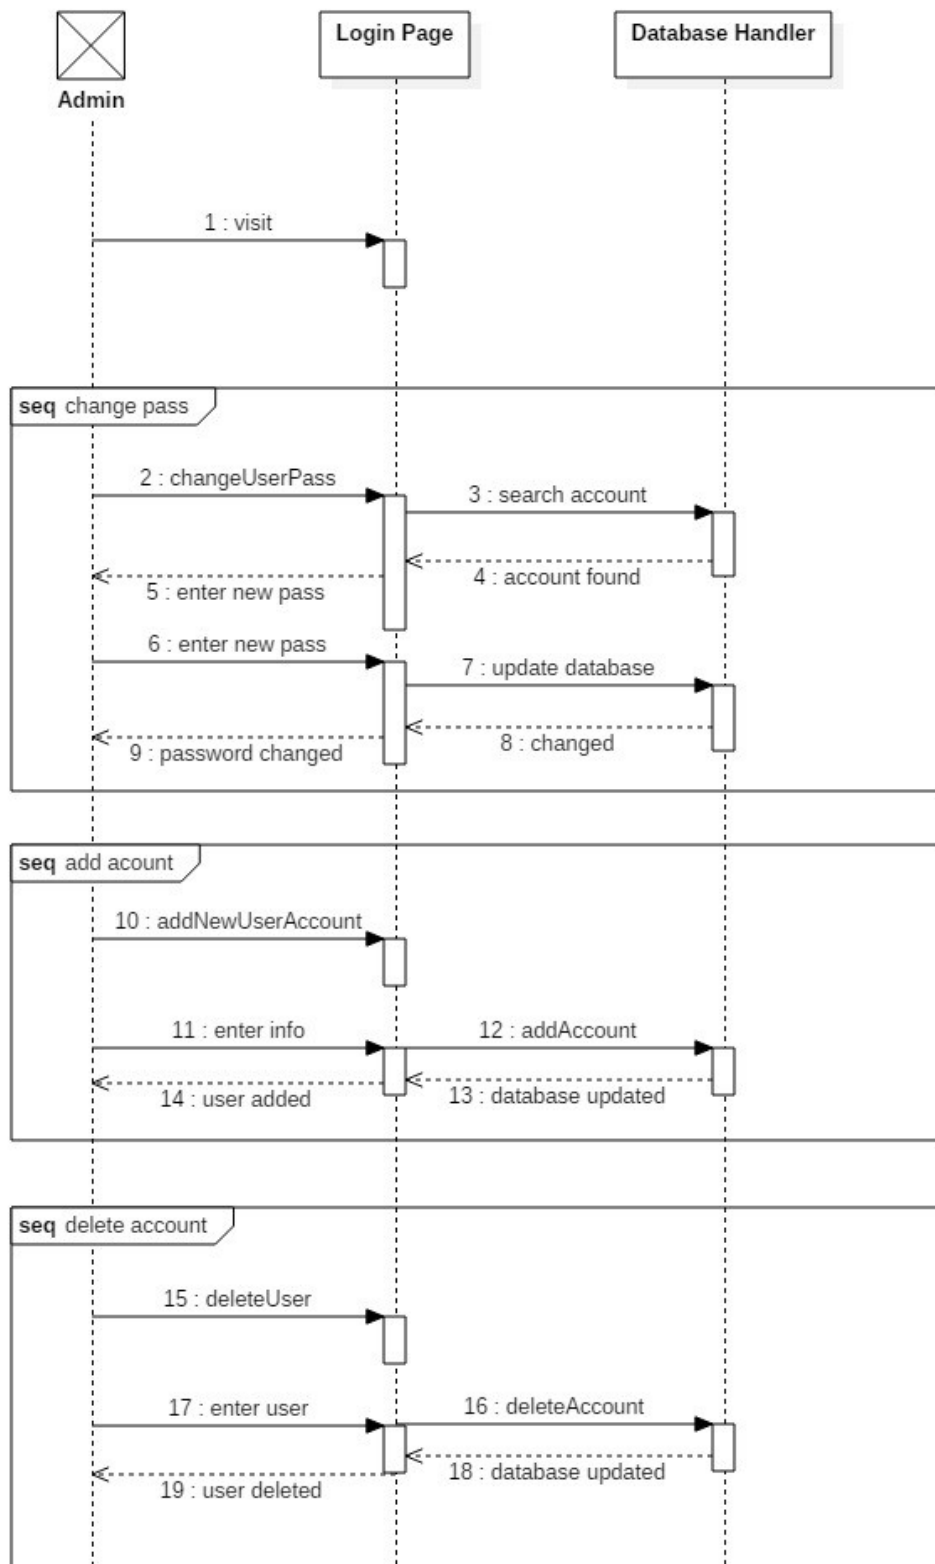 Login Page
Database Handler
Admin
1 : visit
seq change pass
2 : changeUserPass
3 : search account
4 : account found
5 : enter new pass
6 : enter new pass
7 : update database
8 : changed
9 : password changed
seq add acount
10 : addNewUserAccount
11 : enter info
12 : addAccount
13 : database updated
14 : user added
seq delete account
15 : deleteUser
17 : enter user
16 : deleteAccount
18 : database updated
19 : user deleted